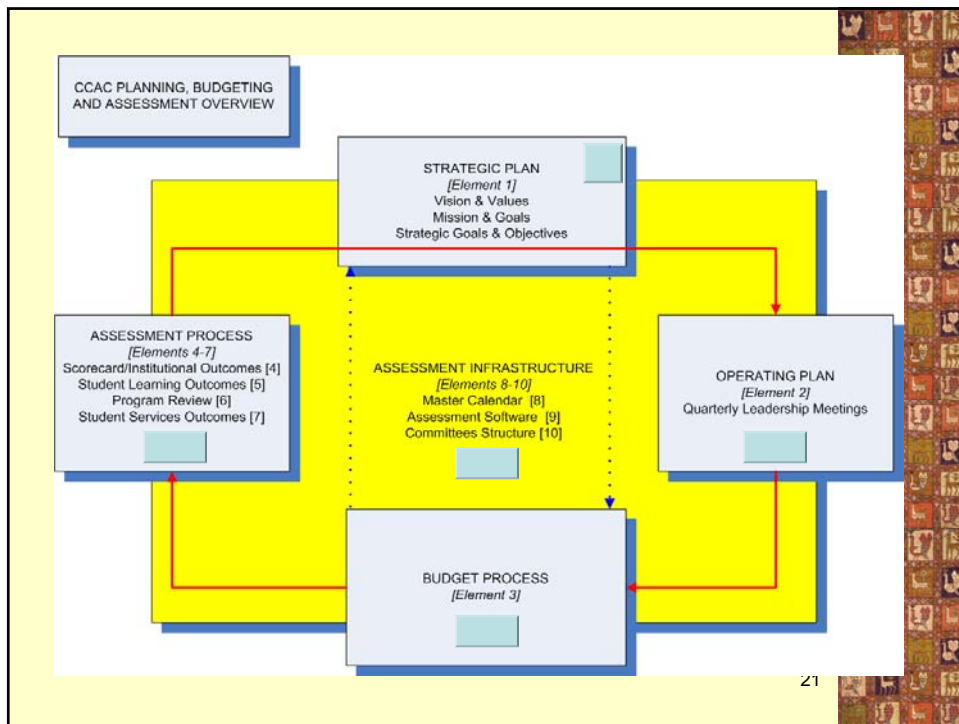 CCAC PLANNING, BUDGETING
AND ASSESSMENT OVERVIEW
STRATEGIC PLAN
[Element 1]
Vision & Values
Mission & Goals
Strategic Goals & Objectives
ASSESSMENT PROCESS
[Elements 4-7]
Scorecard/Institutional Outcomes [4]
Student Learning Outcomes [5]
Program Review [6]
Student Services Outcomes [7]
ASSESSMENT INFRASTRUCTURE
[Elements 8-10]
Master Calendar [8]
Assessment Software [9]
Committees Structure [10]
OPERATING PLAN
[Element 2]
Quarterly Leadership Meetings
BUDGET PROCESS
[Element 3]
21